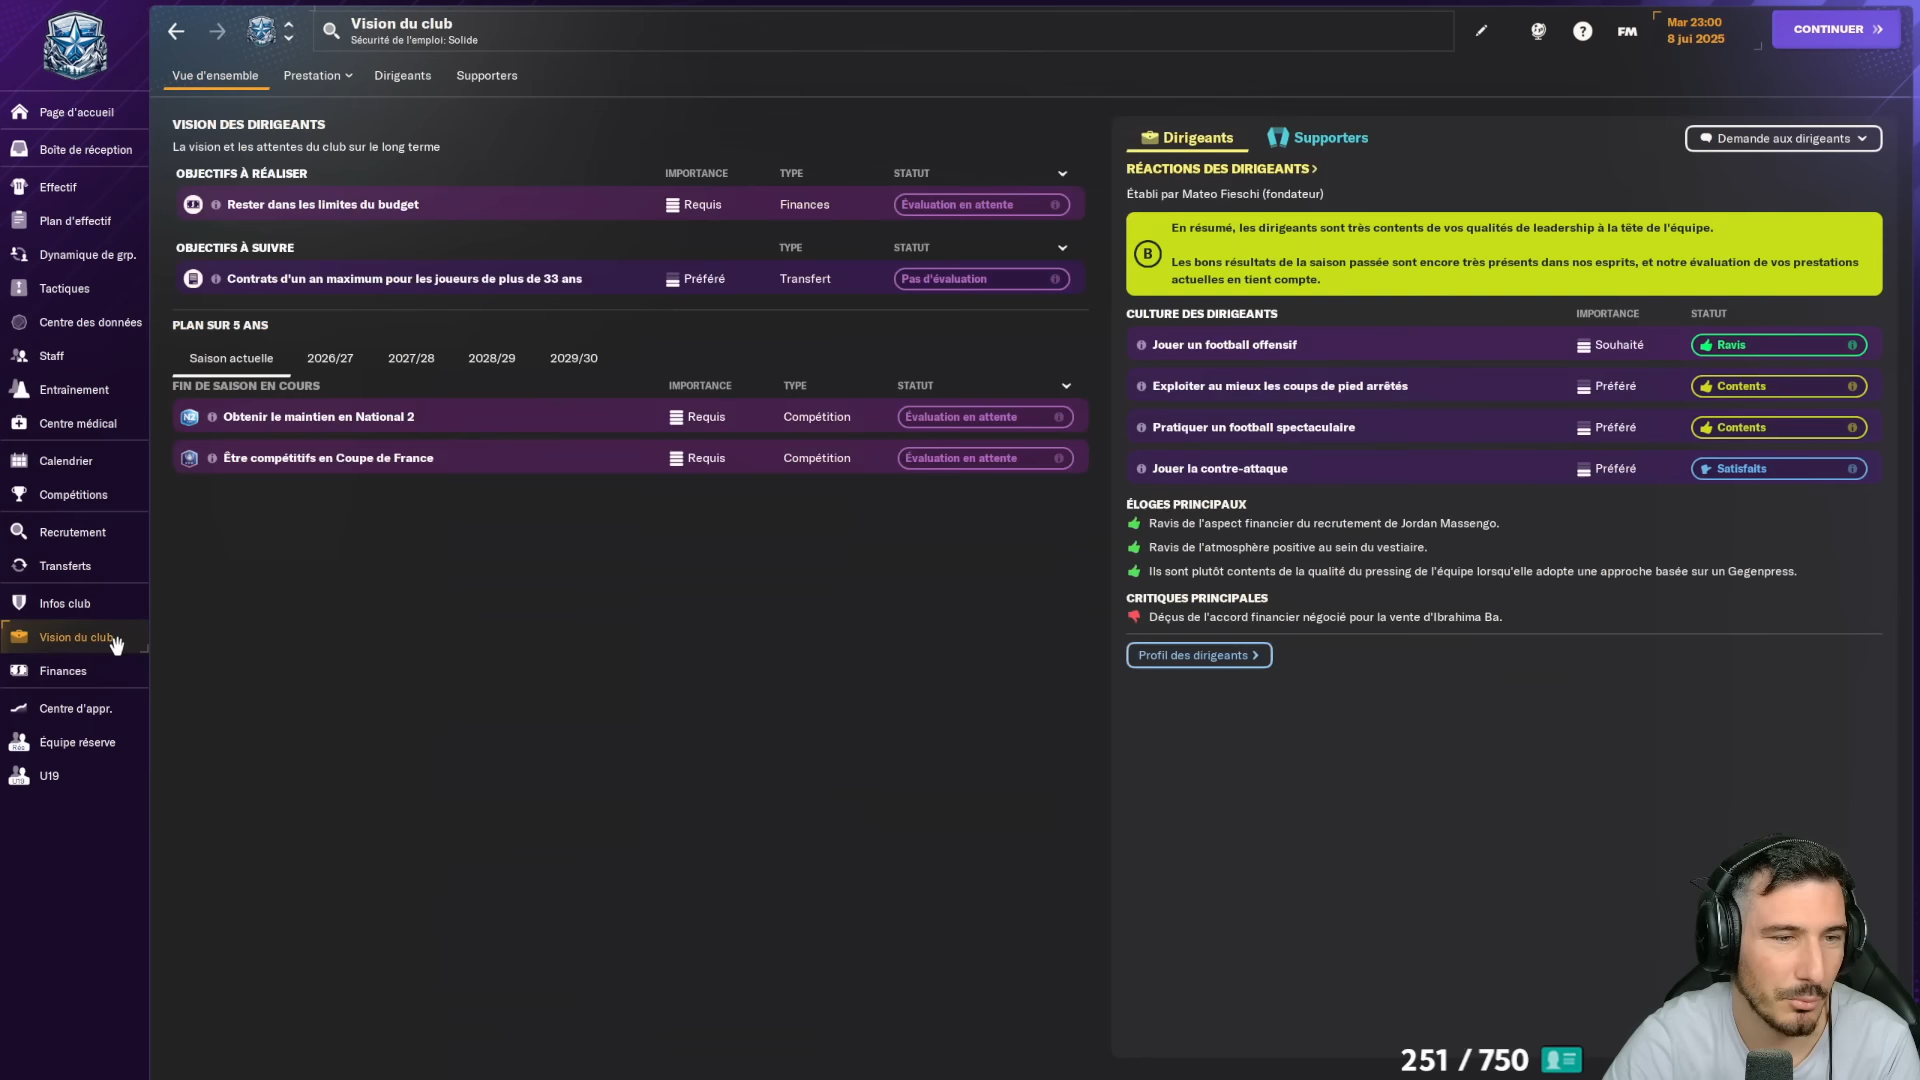 Vision du club
Sécurité de l'emploi: Solide
FM
Mar 23:00
8 jui 2025
CONTINUER
Vue d'ensemble
Prestation
Dirigeants
Supporters
Page d'accueil
Boîte de réception
Effectif
Plan d'effectif
Dynamique de grp.
Tactiques
Centre des données
Staff
Entraînement
Centre médical
Calendrier
Compétitions
Recrutement
Transferts
Infos club
Vision du club
Finances
Centre d'appr.
Équipe réserve
U19
VISION DES DIRIGEANTS
La vision et les attentes du club sur le long terme
OBJECTIFS À RÉALISER IMPORTANCE TYPE STATUT
Rester dans les limites du budget Requis Finances Évaluation en attente
OBJECTIFS À SUIVRE TYPE STATUT
Contrats d'un an maximum pour les joueurs de plus de 33 ans Préféré Transfert Pas d'évaluation
PLAN SUR 5 ANS
Saison actuelle 2026/27 2027/28 2028/29 2029/30
FIN DE SAISON EN COURS IMPORTANCE TYPE STATUT
N2 Obtenir le maintien en National 2 Requis Compétition Évaluation en attente
Être compétitifs en Coupe de France Requis Compétition Évaluation en attente
Dirigeants
Supporters
Demande aux dirigeants
RÉACTIONS DES DIRIGEANTS
Établi par Mateo Fieschi (fondateur)
B
En résumé, les dirigeants sont très contents de vos qualités de leadership à la tête de l'équipe.
Les bons résultats de la saison passée sont encore très présents dans nos esprits, et notre évaluation de vos prestations
actuelles en tient compte.
CULTURE DES DIRIGEANTS IMPORTANCE STATUT
Jouer un football offensif Souhaité Ravis
Exploiter au mieux les coups de pied arrêtés Préféré Contents
Pratiquer un football spectaculaire Préféré Contents
Jouer la contre-attaque Préféré Satisfaits
ÉLOGES PRINCIPAUX
Ravis de l'aspect financier du recrutement de Jordan Massengo.
Ravis de l'atmosphère positive au sein du vestiaire.
Ils sont plutôt contents de la qualité du pressing de l'équipe lorsqu'elle adopte une approche basée sur un Gegenpress.
CRITIQUES PRINCIPALES
Déçus de l'accord financier négocié pour la vente d'Ibrahima Ba.
Profil des dirigeants
251 / 750